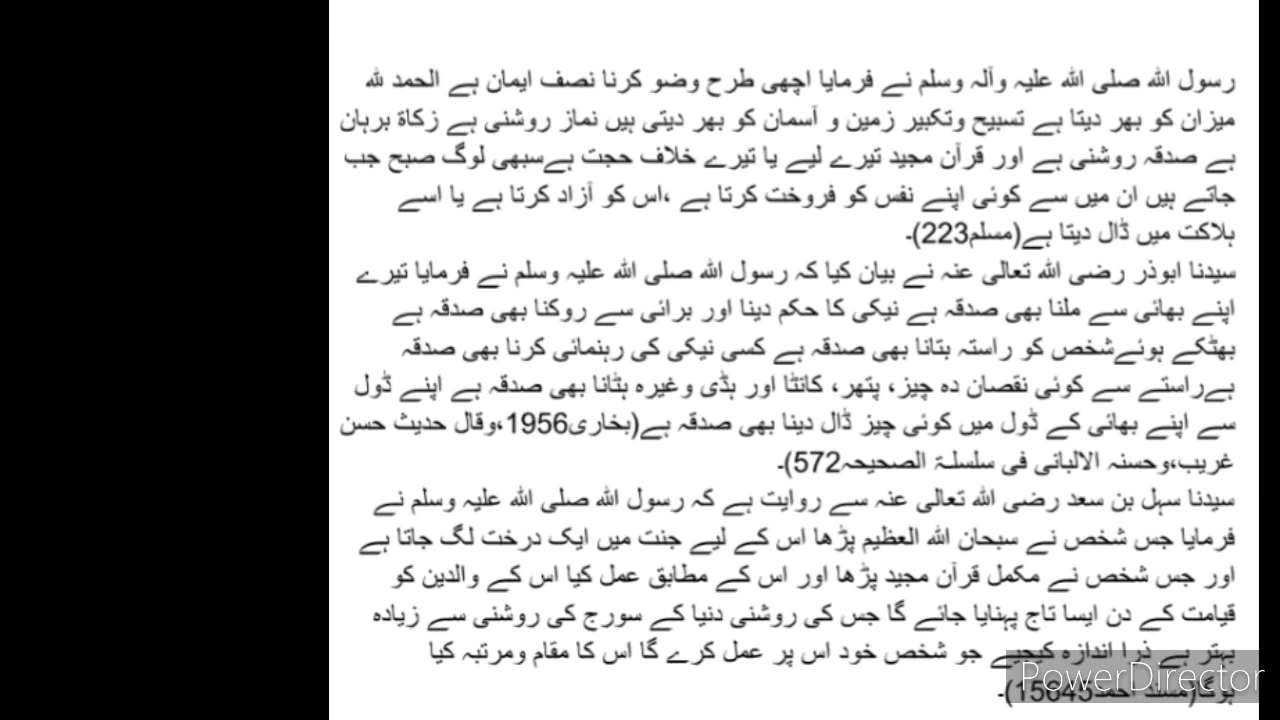 رسول اللہ صلی اللہ علیہ وآلہ وسلم نے فرمایا اچھی طرح وضو کرنا نصف ایمان ہے الحمد للہ
میزان کو بھر دیتا ہے تسبیح وتکبیر زمین و آسمان کو بھر دیتی ہیں نماز روشنی ہے زکاۃ برہان
ہے صدقہ روشنی ہے اور قرآن مجید تیرے لیے یا تیرے خلاف حجت ہےسبھی لوگ صبح جب
جاتے ہیں ان میں سے کوئی اپنے نفس کو فروخت کرتا ہے ،اس کو آزاد کرتا ہے یا اسے
ہلاکت میں ڈال دیتا ہے(مسلم223)۔
سیدنا ابوذر رضی اللہ تعالی عنہ نے بیان کیا کہ رسول اللہ صلی اللہ علیہ وسلم نے فرمایا تیرے
اپنے بھائی سے ملنا بھی صدقہ ہے نیکی کا حکم دینا اور برائی سے روکنا بھی صدقہ ہے
بھٹکے ہوئےشخص کو راستہ بتانا بھی صدقہ ہے کسی نیکی کی رہنمائی کرنا بھی صدقہ
ہےراستے سے کوئی نقصان دہ چیز، پتھر، کانٹا اور ہڈی وغیرہ ہٹانا بھی صدقہ ہے اپنے ڈول
سے اپنے بھائی کے ڈول میں کوئی چیز ڈال دینا بھی صدقہ ہے(بخاری1956،وقال حدیث حسن
غریب،وحسنہ الالبانی فی سلسلۃ الصحیحہ572)۔
سیدنا سہل بن سعد رضی اللہ تعالی عنہ سے روایت ہے کہ رسول اللہ صلی اللہ علیہ وسلم نے
فرمایا جس شخص نے سبحان اللہ العظیم پڑھا اس کے لیے جنت میں ایک درخت لگ جاتا ہے
اور جس شخص نے مکمل قرآن مجید پڑھا اور اس کے مطابق عمل کیا اس کے والدین کو
قیامت کے دن ایسا تاج پہنایا جائے گا جس کی روشنی دنیا کے سورج کی روشنی سے زیادہ
بہتر ہے ذرا اندازہ کیجیے جو شخص خود اس پر عمل کرے گا اس کا مقام ومرتبہ کیا
ہوگا(مسند احمد15645)۔
PowerDirector